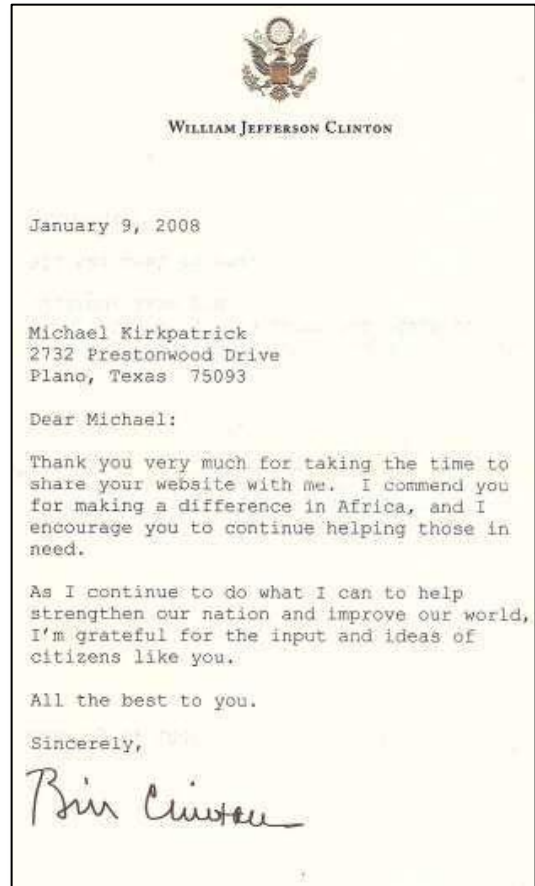 WILLIAM JEFFERSON CLINTON
January 9, 2008
Michael Kirkpatrick
2732 Prestonwood Drive
Plano, Texas  75093
Dear Michael:
Thank you very much for taking the time to
share your website with me.  I commend you
for making a difference in Africa, and I
encourage you to continue helping those in
need.
As I continue to do what I can to help
strengthen our nation and improve our world,
I'm grateful for the input and ideas of
citizens like you.
All the best to you.
Sincerely,
Bill Clinton